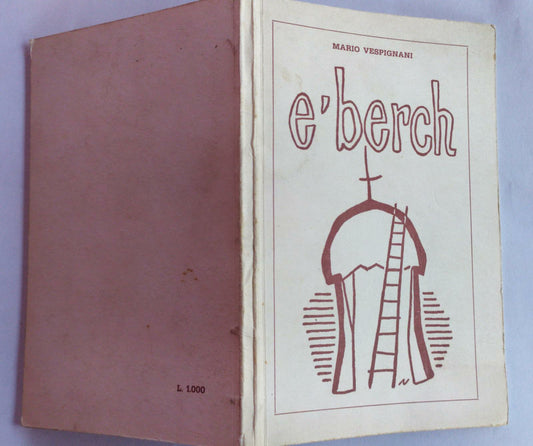 MARIO VESPIGNANI
e' berch
L. 1.000